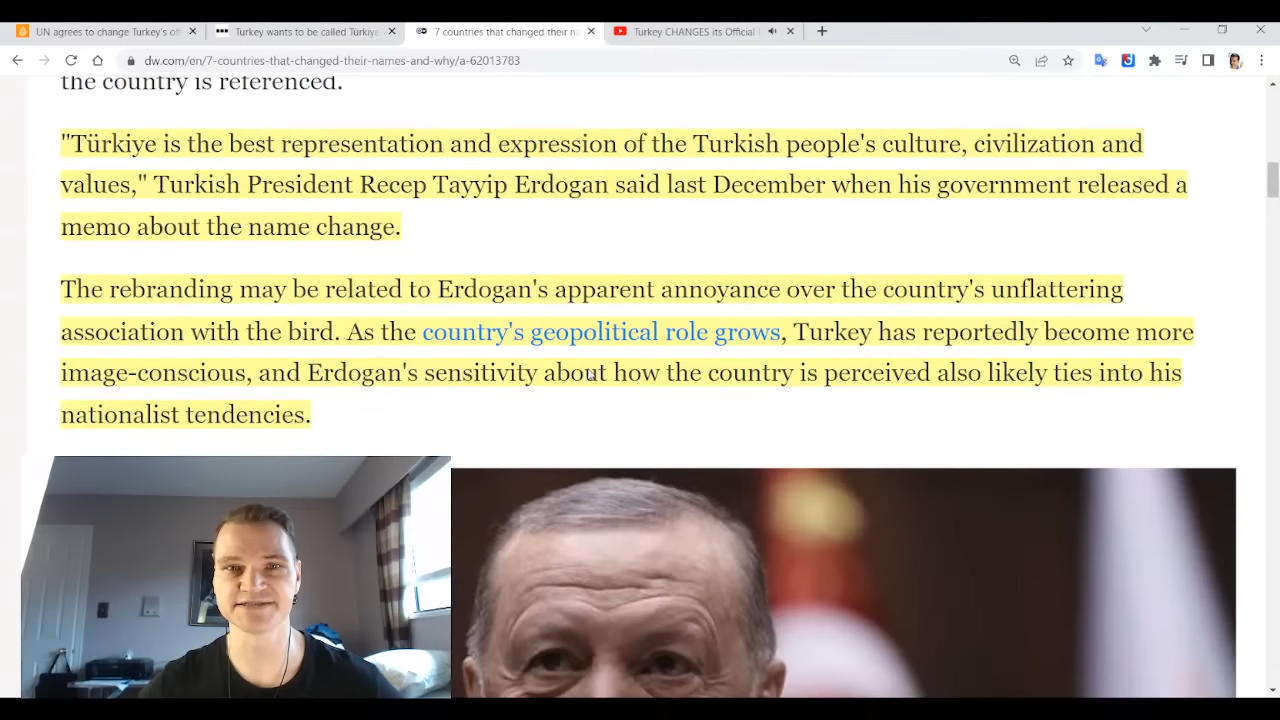 UN agrees to change Turkey's of
Turkey wants to be called Türkiye
7 countries that changed their n
Turkey CHANGES its Official
dw.com/en/7-countries-that-changed-their-names-and-why/a-62013783
the country is referenced.
"Türkiye is the best representation and expression of the Turkish people's culture, civilization and
values," Turkish President Recep Tayyip Erdogan said last December when his government released a
memo about the name change.
The rebranding may be related to Erdogan's apparent annoyance over the country's unflattering
association with the bird. As the country's geopolitical role grows, Turkey has reportedly become more
image-conscious, and Erdogan's sensitivity about how the country is perceived also likely ties into his
nationalist tendencies.